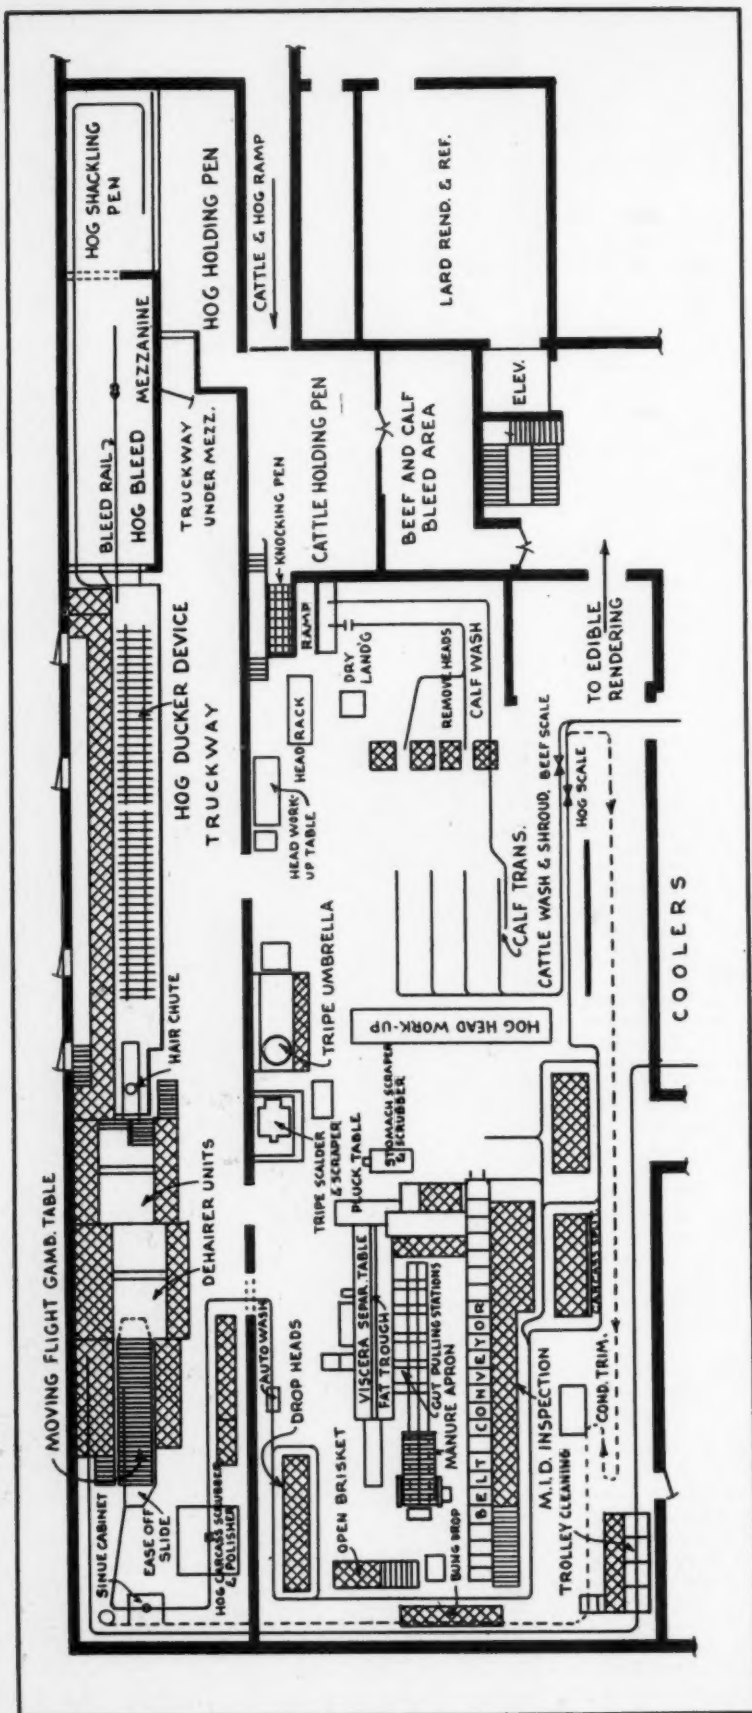 HOG SHACKLING
PEN
HOG HOLDING PEN
CATTLE & HOG RAMP
LARD REND. & REF.
BLEED RAIL
HOG BLEED
MEZZANINE
TRUCKWAY
UNDER MEZZ.
CATTLE HOLDING PEN
BEEF AND CALF
BLEED AREA
ELEV.
KNOCKING PEN
RAMP
DRY
LAND'G
REMOVE HEADS
CALF WASH
TO EDIBLE
RENDERING
HOG DUCKER DEVICE
TRUCKWAY
HEAD RACK
HEAD WORK-
UP TABLE
CALF TRANS.
CATTLE WASH & SHROUD.
BEEF SCALE
HOG SCALE
COOLERS
HAIR CHUTE
TRIPE UMBRELLA
HOG HEAD WORK-UP
TRIPE SCALDER
& SCRAPER
PLUCK TABLE
STOMACH SCRAPER
& SCRUBBER
MOVING FLIGHT GAMB. TABLE
DEHAIRER UNITS
AUTO WASH
DROP HEADS
VISCERA SEPAR. TABLE
FAT TROUGH
GUT PULLING STATIONS
MANURE APRON
BELT CONVEYOR
M.I.D. INSPECTION
CARCASS
COND. TRIM.
TROLLEY CLEANING
SINUE CABINET
EASE OFF
SLIDE
HOG CARCASS SCRUBBER
& POLISHER
OPEN BRISKET
BUNG DROP